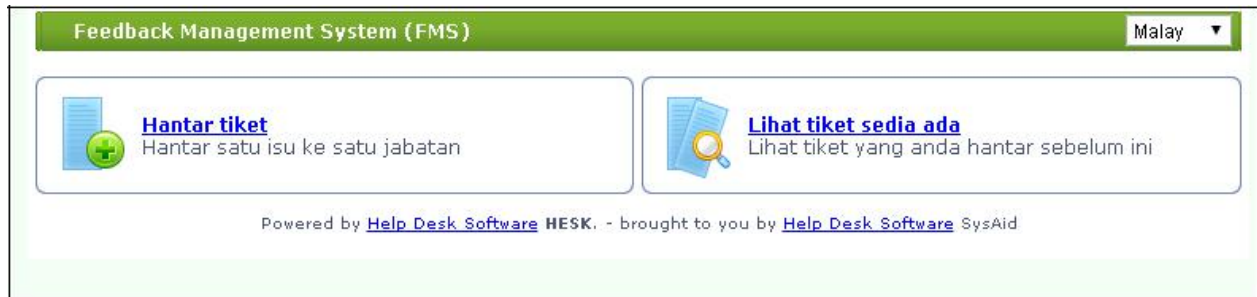 Feedback Management System (FMS)
Malay
Hantar tiket
Hantar satu isu ke satu jabatan
Lihat tiket sedia ada
Lihat tiket yang anda hantar sebelum ini
Powered by Help Desk Software HESK. - brought to you by Help Desk Software SysAid